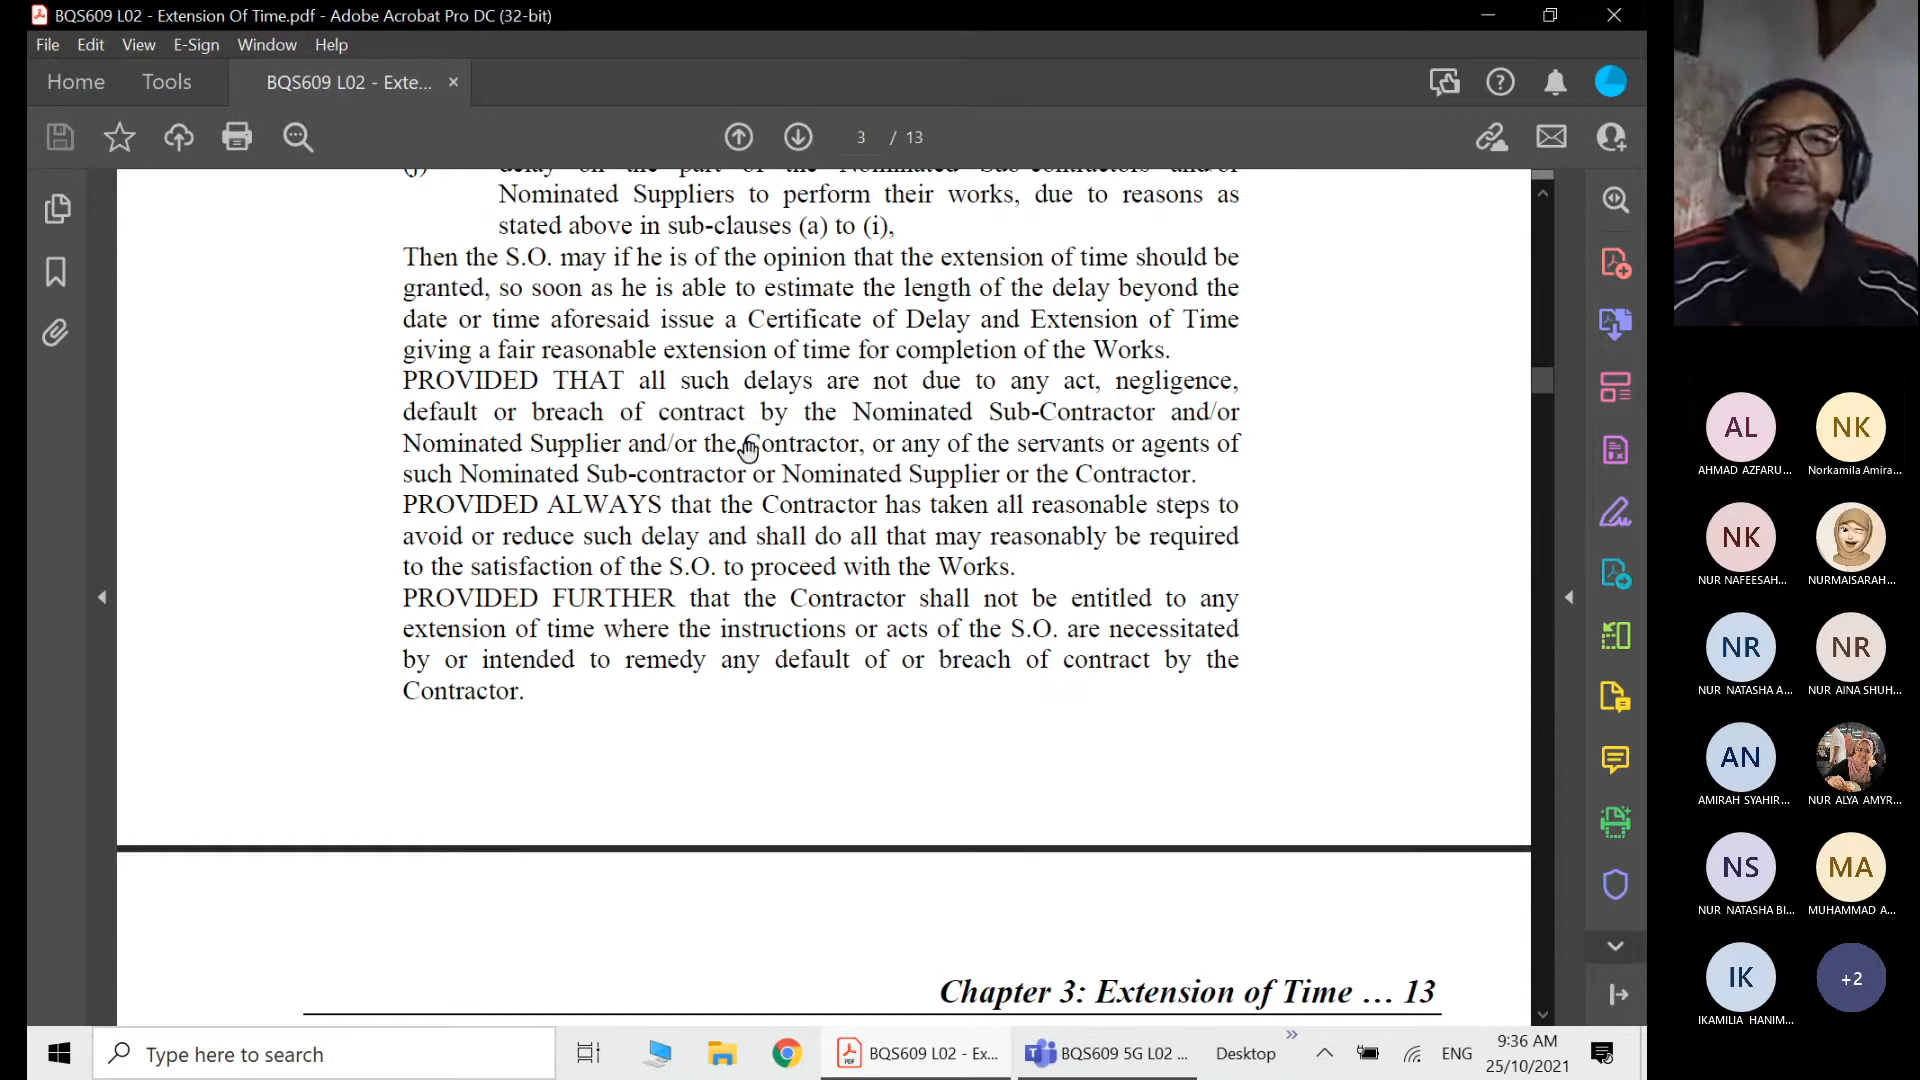 BQS609 L02 - Extension Of Time.pdf - Adobe Acrobat Pro DC (32-bit)
File Edit View E-Sign Window Help
Home Tools BQS609 L02 - Exte... ×
3 / 13
(j) delay on the part of the Nominated Sub-contractors and/or
Nominated Suppliers to perform their works, due to reasons as
stated above in sub-clauses (a) to (i),
Then the S.O. may if he is of the opinion that the extension of time should be
granted, so soon as he is able to estimate the length of the delay beyond the
date or time aforesaid issue a Certificate of Delay and Extension of Time
giving a fair reasonable extension of time for completion of the Works.
PROVIDED THAT all such delays are not due to any act, negligence,
default or breach of contract by the Nominated Sub-Contractor and/or
Nominated Supplier and/or the Contractor, or any of the servants or agents of
such Nominated Sub-contractor or Nominated Supplier or the Contractor.
PROVIDED ALWAYS that the Contractor has taken all reasonable steps to
avoid or reduce such delay and shall do all that may reasonably be required
to the satisfaction of the S.O. to proceed with the Works.
PROVIDED FURTHER that the Contractor shall not be entitled to any
extension of time where the instructions or acts of the S.O. are necessitated
by or intended to remedy any default of or breach of contract by the
Contractor.
Chapter 3: Extension of Time ... 13
AL NK
AHMAD AZFARU... Norkamila Amira...
NK
NUR NAFEESAH... NURMAISARAH...
NR NR
NUR NATASHA A... NUR AINA SHUH...
AN
AMIRAH SYAHIR... NUR ALYA AMYR...
NS MA
NUR NATASHA BI... MUHAMMAD A...
IK +2
IKAMILIA HANIM...
Type here to search
BQS609 L02 - Ex...
BQS609 5G L02 ...
Desktop
ENG
9:36 AM
25/10/2021